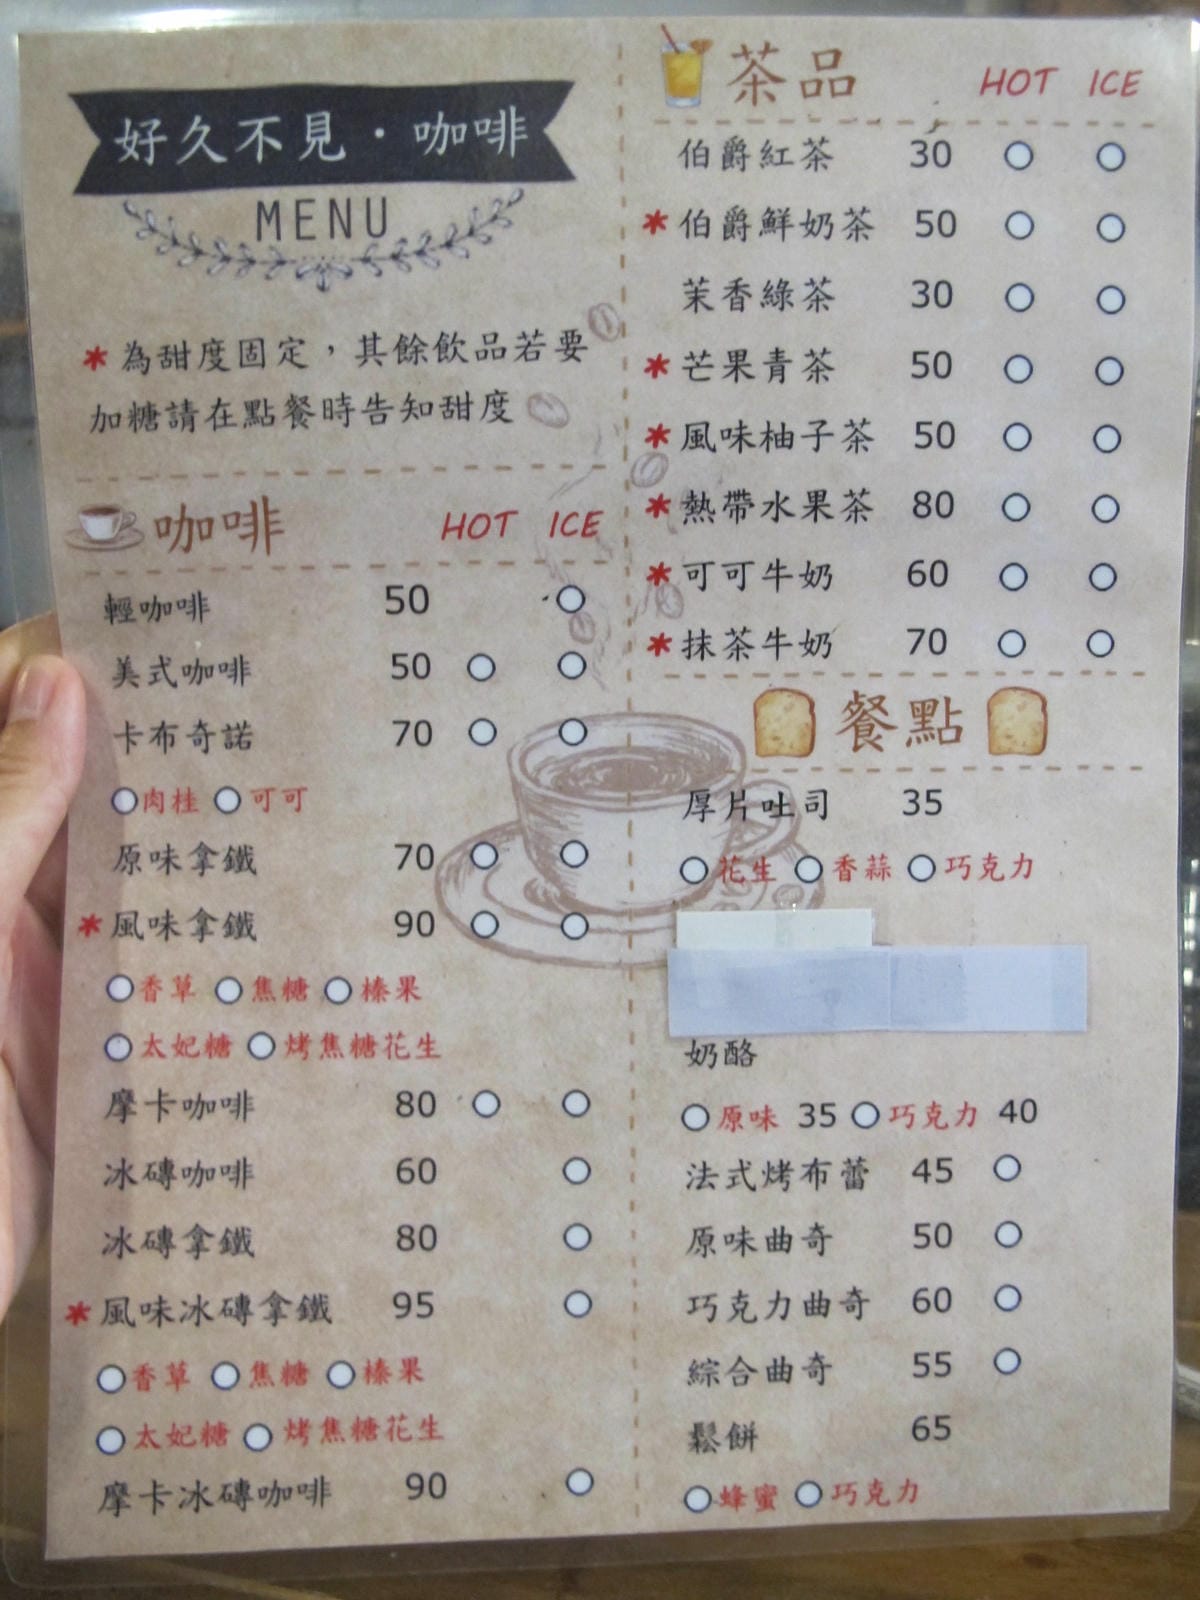 好久不見・咖啡
MENU
*為甜度固定，其餘飲品若要
加糖請在點餐時告知甜度
咖啡 HOT ICE
輕咖啡 50 ○
美式咖啡 50 ○ ○
卡布奇諾 70 ○ ○
○肉桂 ○可可
原味拿鐵 70 ○ ○
*風味拿鐵 90 ○ ○
○香草 ○焦糖 ○榛果
○太妃糖 ○烤焦糖花生
摩卡咖啡 80 ○ ○
冰磚咖啡 60 ○
冰磚拿鐵 80 ○
*風味冰磚拿鐵 95 ○
○香草 ○焦糖 ○榛果
○太妃糖 ○烤焦糖花生
摩卡冰磚咖啡 90 ○
茶品 HOT ICE
伯爵紅茶 30 ○ ○
*伯爵鮮奶茶 50 ○ ○
茉香綠茶 30 ○ ○
*芒果青茶 50 ○ ○
*風味柚子茶 50 ○ ○
*熱帶水果茶 80 ○ ○
*可可牛奶 60 ○ ○
*抹茶牛奶 70 ○ ○
餐點
厚片吐司 35
○花生 ○香蒜 ○巧克力
奶酪
○原味 35 ○巧克力 40
法式烤布蕾 45 ○
原味曲奇 50 ○
巧克力曲奇 60 ○
綜合曲奇 55 ○
鬆餅 65
○蜂蜜 ○巧克力